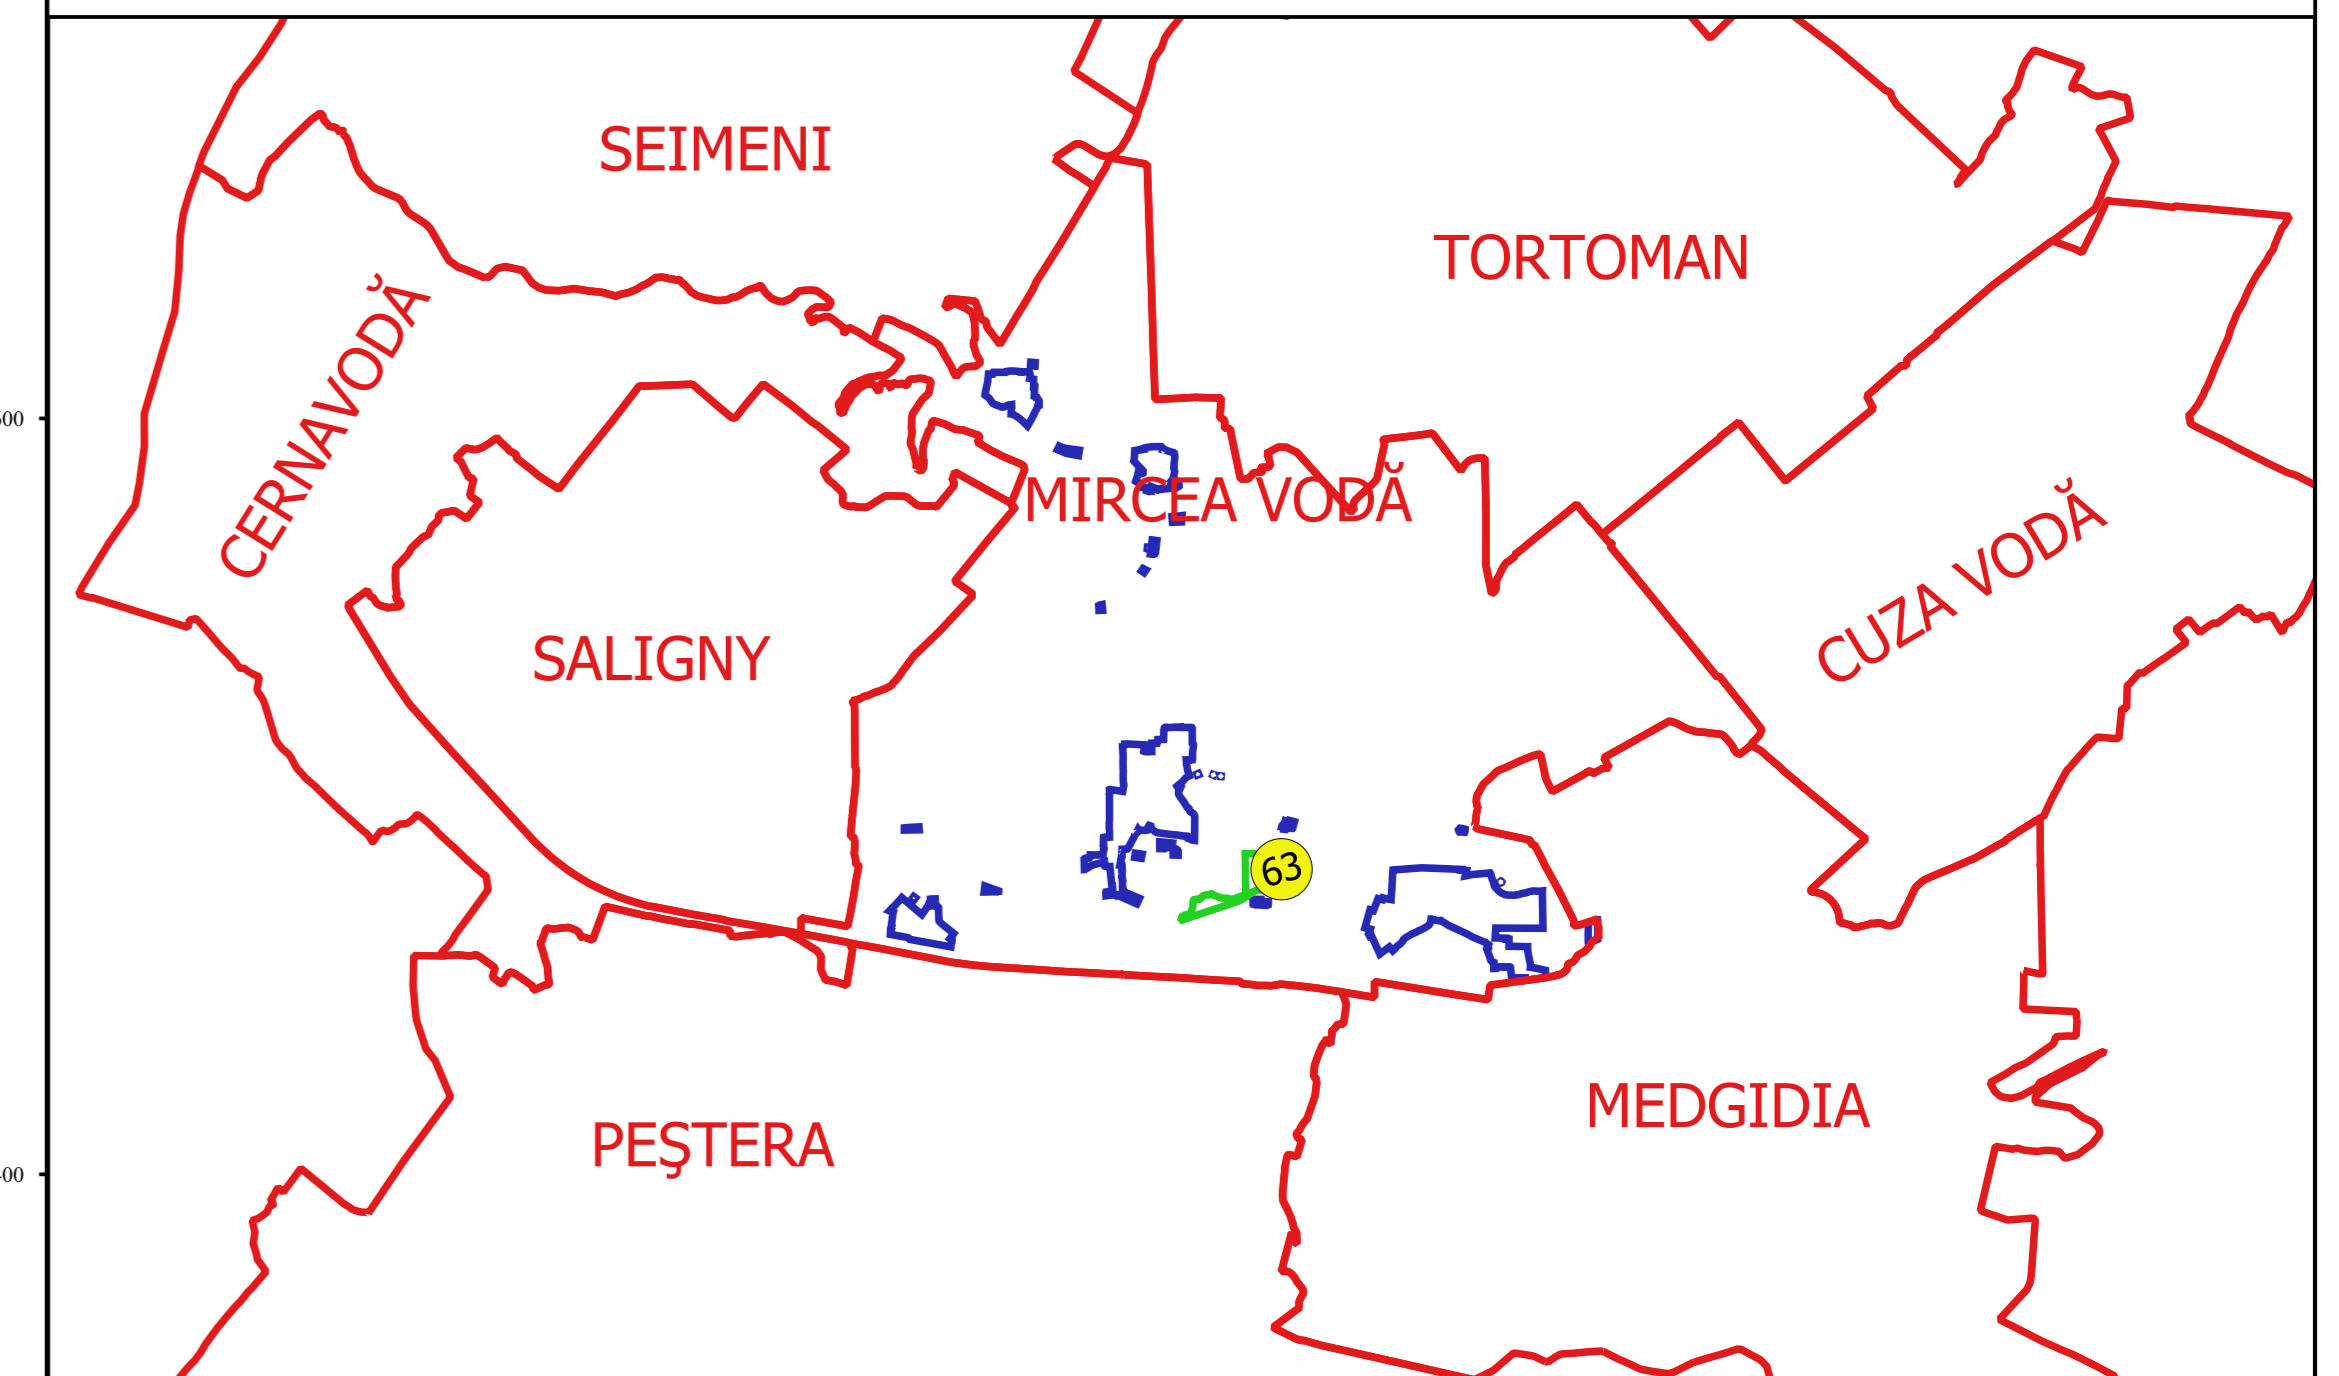 SEIMENI
TORTOMAN
CERNAVODĂ
MIRCEA VODĂ
CUZA VODĂ
SALIGNY
63
MEDGIDIA
PEŞTERA